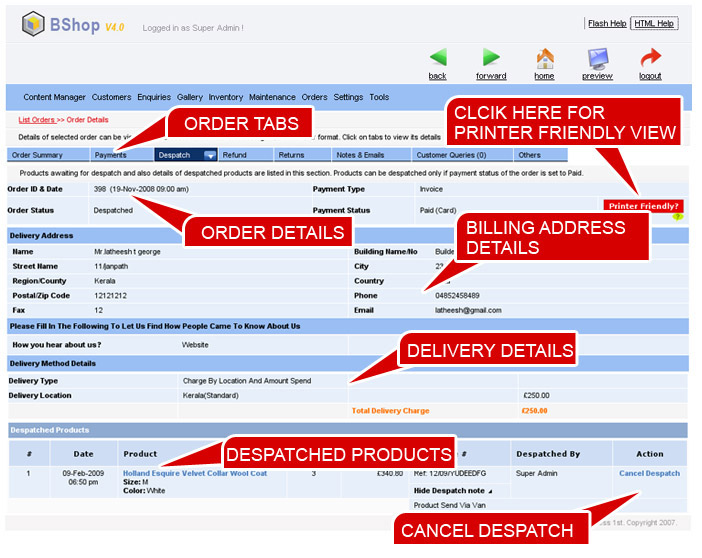 BShop V4.0 Logged in as Super Admin ! Flash Help HTML Help
back forward home preview logout
Content Manager Customers Enquiries Gallery Inventory Maintenance Orders Settings Tools
List Orders >> Order Details
ORDER TABS
CLCIK HERE FOR
PRINTER FRIENDLY VIEW
Details of selected order can be format. Click on tabs to view its details
Order Summary Payments Despatch Refund Returns Notes & Emails Customer Queries (0) Others
Products awaiting for despatch and also details of despatched products are listed in this section. Products can be despatched only if payment status of the order is set to Paid.
Order ID & Date 398 (19-Nov-2008 09:00 am) Payment Type Invoice
Order Status Despatched Payment Status Paid (Card)
Printer Friendly?
?
ORDER DETAILS
BILLING ADDRESS
DETAILS
Delivery Address
Name Mr.latheesh t george Building Name/No
Street Name 11/janpath City 23
Region/County Kerala Country
Postal/Zip Code 12121212 Phone 04852458489
Fax 12 Email latheesh@gmail.com
Please Fill In The Following To Let Us Find How People Came To Know About Us
How you hear about us? Website
DELIVERY DETAILS
Delivery Method Details
Delivery Type Charge By Location And Amount Spend
Delivery Location Kerala(Standard) £250.00
Total Delivery Charge £250.00
Despatched Products
DESPATCHED PRODUCTS
# Date Product # Despatched By Action
1 09-Feb-2009 Holland Esquire Velvet Collar Wool Coat 3 £340.80 Ref: 12/09/YUDEEDFG Super Admin Cancel Despatch
06:50 pm Size: M
Color: White Hide Despatch note
Product Send Via Van
CANCEL DESPATCH
1st. Copyright 2007.